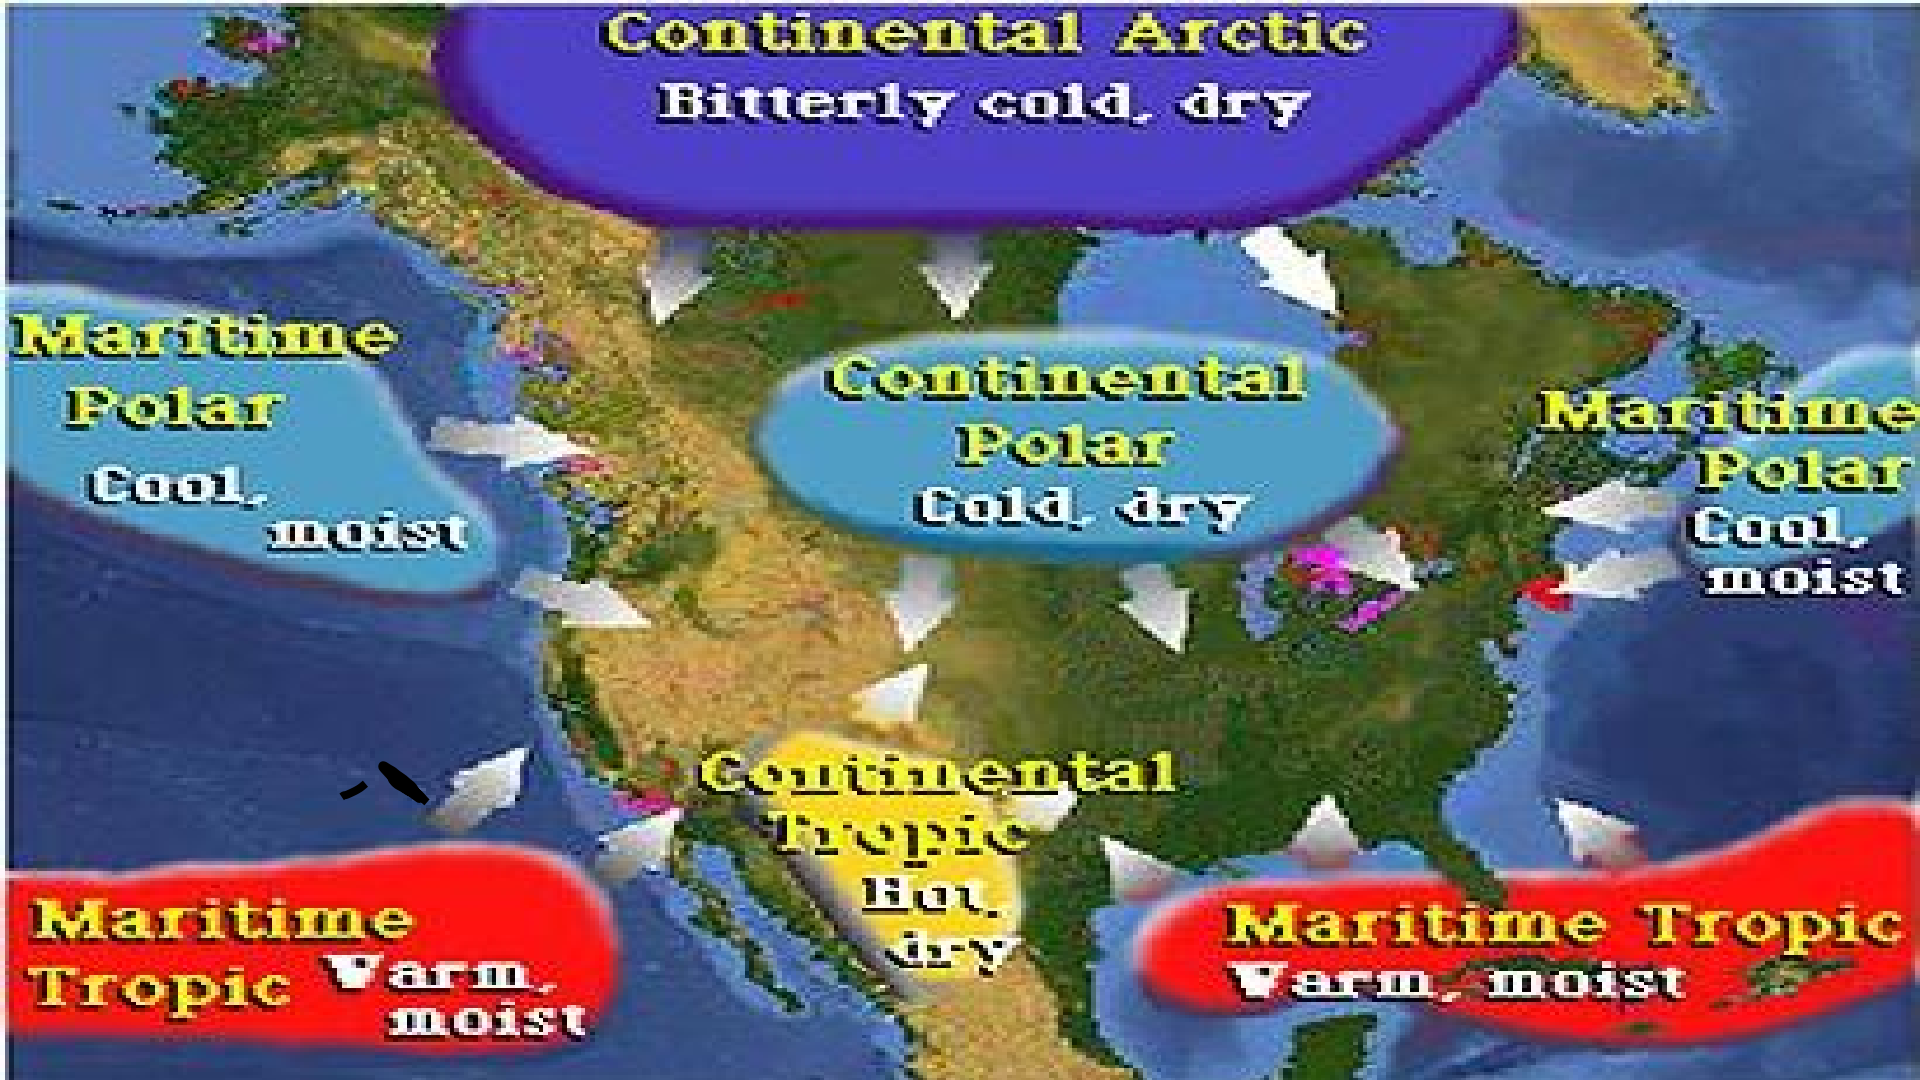 Continental Arctic
Bitterly cold, dry
Maritime
Polar
Cool,
moist
Continental
Polar
Cold, dry
Maritime
Polar
Cool,
moist
Continental
Tropic
Hot,
dry
Maritime
Tropic Warm,
moist
Maritime Tropic
Warm, moist